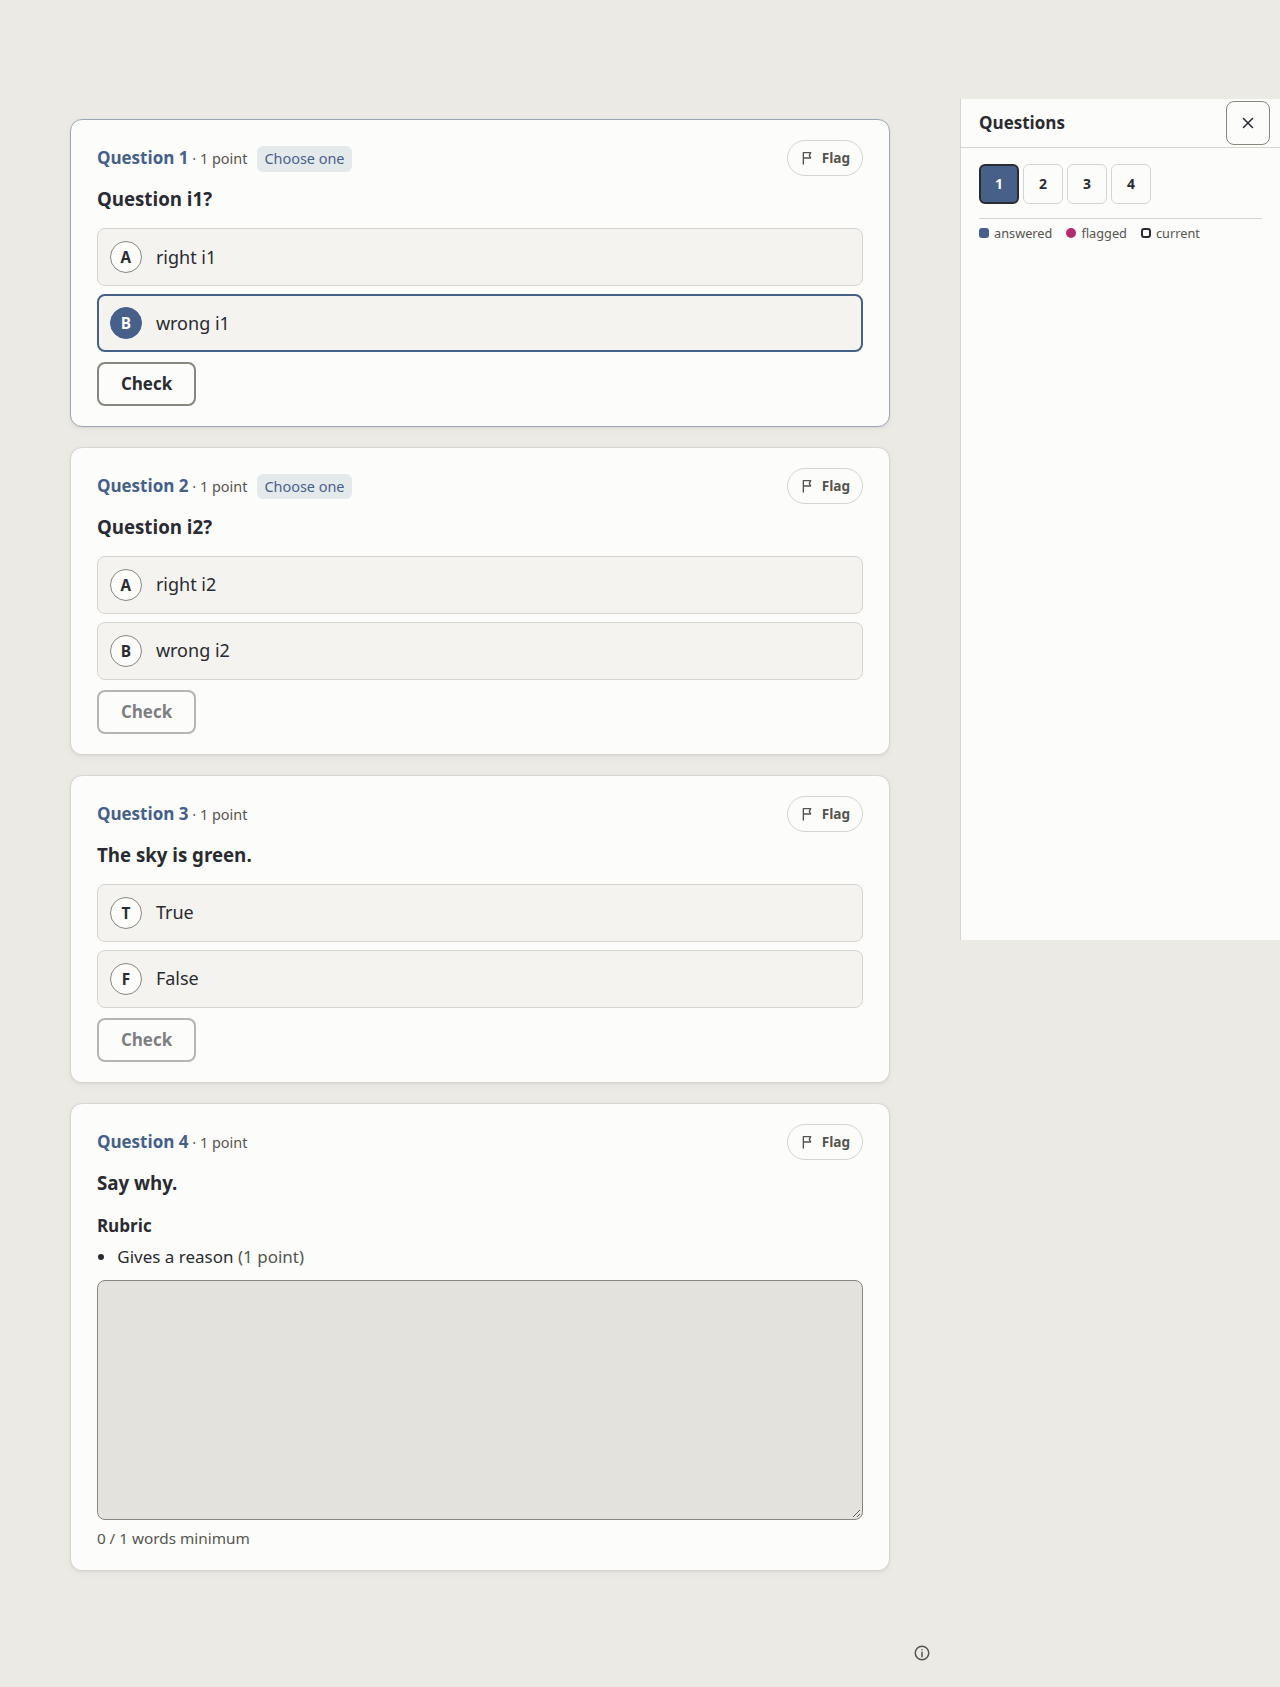 Question 1 · 1 point Choose one Flag
Question i1?
A right i1
B wrong i1
Check
Question 2 · 1 point Choose one Flag
Question i2?
A right i2
B wrong i2
Check
Question 3 · 1 point Flag
The sky is green.
T True
F False
Check
Question 4 · 1 point Flag
Say why.
Rubric
• Gives a reason (1 point)
0 / 1 words minimum
Questions
1 2 3 4
answered flagged current